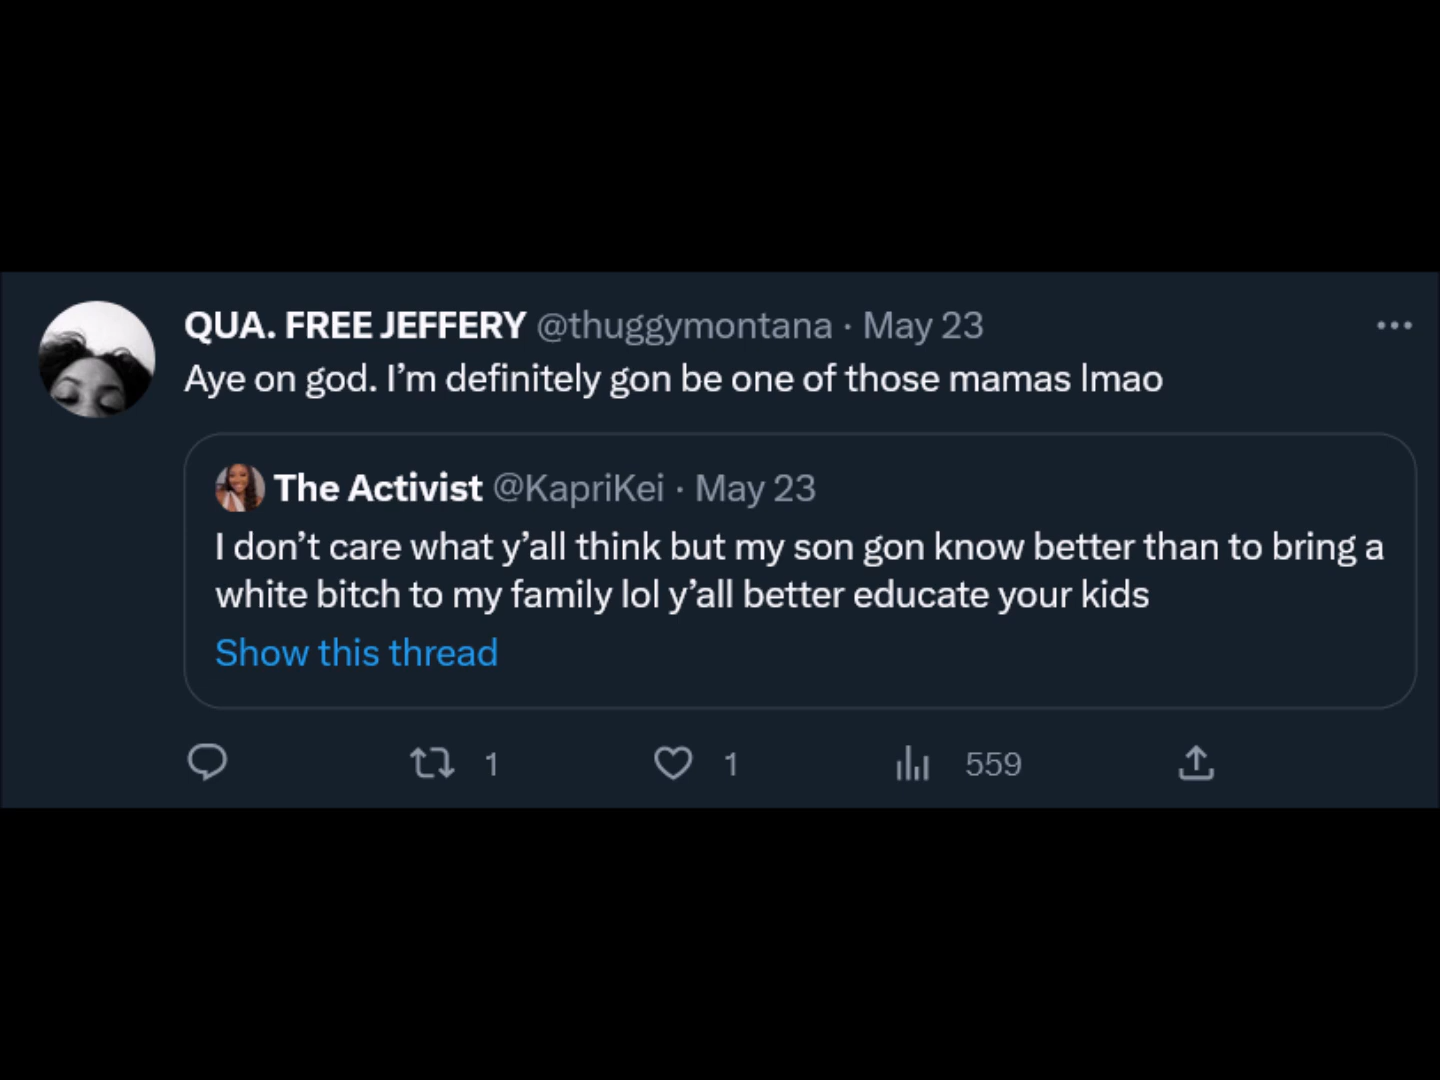 QUA. FREE JEFFERY @thuggymontana · May 23
Aye on god. I’m definitely gon be one of those mamas lmao
The Activist @KapriKei · May 23
I don’t care what y’all think but my son gon know better than to bring a
white bitch to my family lol y’all better educate your kids
Show this thread
1 1 559